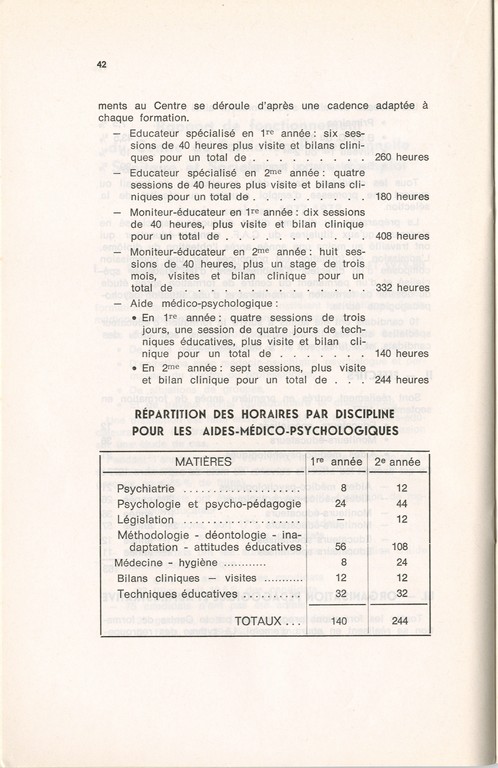 42
ments au Centre se déroule d'après une cadence adaptée à
chaque formation.
— Educateur spécialisé en 1re année : six ses-
sions de 40 heures plus visite et bilans clini-
ques pour un total de . . . . . . . . . 260 heures
— Educateur spécialisé en 2me année : quatre
sessions de 40 heures plus visite et bilans cli-
niques pour un total de . . . . . . . . 180 heures
— Moniteur-éducateur en 1re année : dix sessions
de 40 heures, plus visite et bilan clinique
pour un total de . . . . . . . . . . . 408 heures
— Moniteur-éducateur en 2me année : huit ses-
sions de 40 heures, plus un stage de trois
mois, visites et bilan clinique pour un
total de . . . . . . . . . . . . . 332 heures
— Aide médico-psychologique :
• En 1re année : quatre sessions de trois
jours, une session de quatre jours de tech-
niques éducatives, plus visite et bilan cli-
nique pour un total de . . . . . . . 140 heures
• En 2me année : sept sessions, plus visite
et bilan clinique pour un total de . . . 244 heures
RÉPARTITION DES HORAIRES PAR DISCIPLINE
POUR LES AIDES-MÉDICO-PSYCHOLOGIQUES
MATIÈRES 1re année 2e année
Psychiatrie .................... 8 12
Psychologie et psycho-pédagogie 24 44
Législation .................... — 12
Méthodologie - déontologie - ina-
daptation - attitudes éducatives 56 108
Médecine - hygiène ............ 8 24
Bilans cliniques — visites ........... 12 12
Techniques éducatives .......... 32 32
TOTAUX ... 140 244